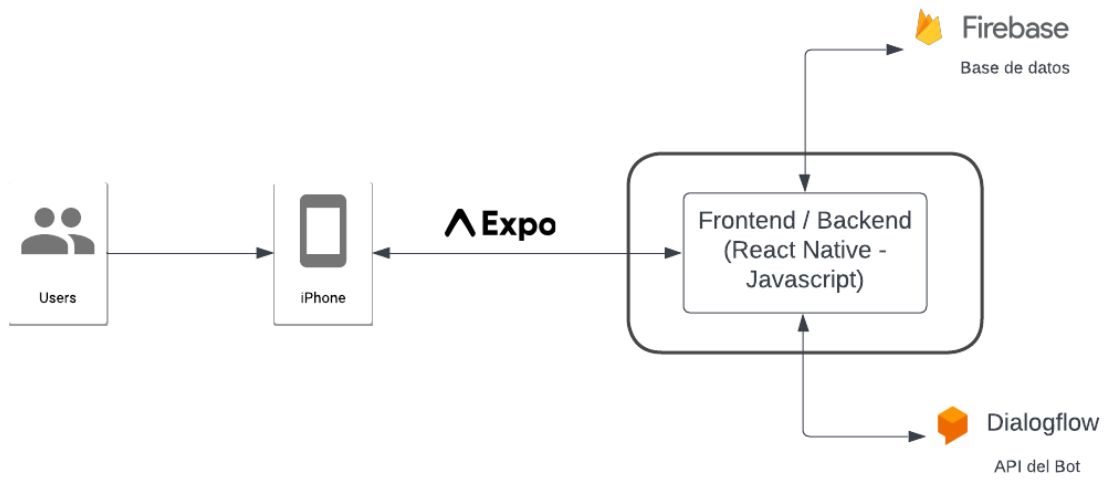 Firebase
Base de datos
Expo
Frontend / Backend
(React Native -
Javascript)
Users
iPhone
Dialogflow
API del Bot